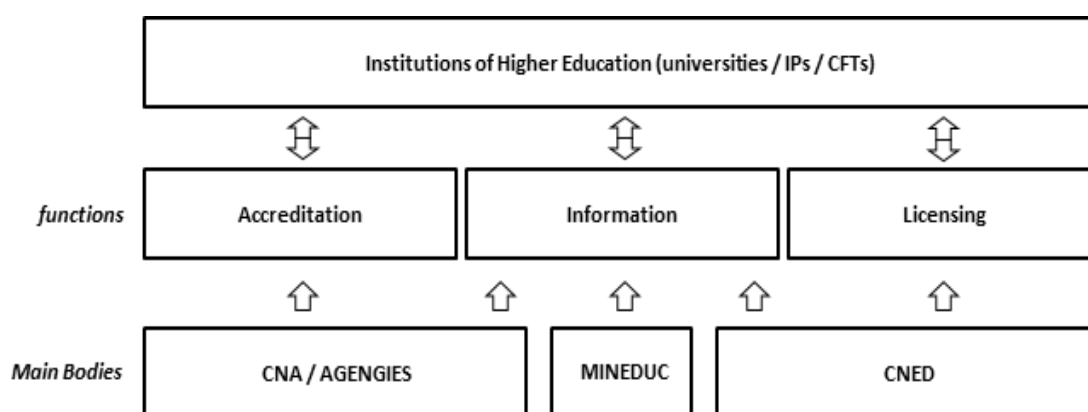 Institutions of Higher Education (universities / IPs / CFTs)
functions
Accreditation
Information
Licensing
Main Bodies
CNA / AGENGIES
MINEDUC
CNED